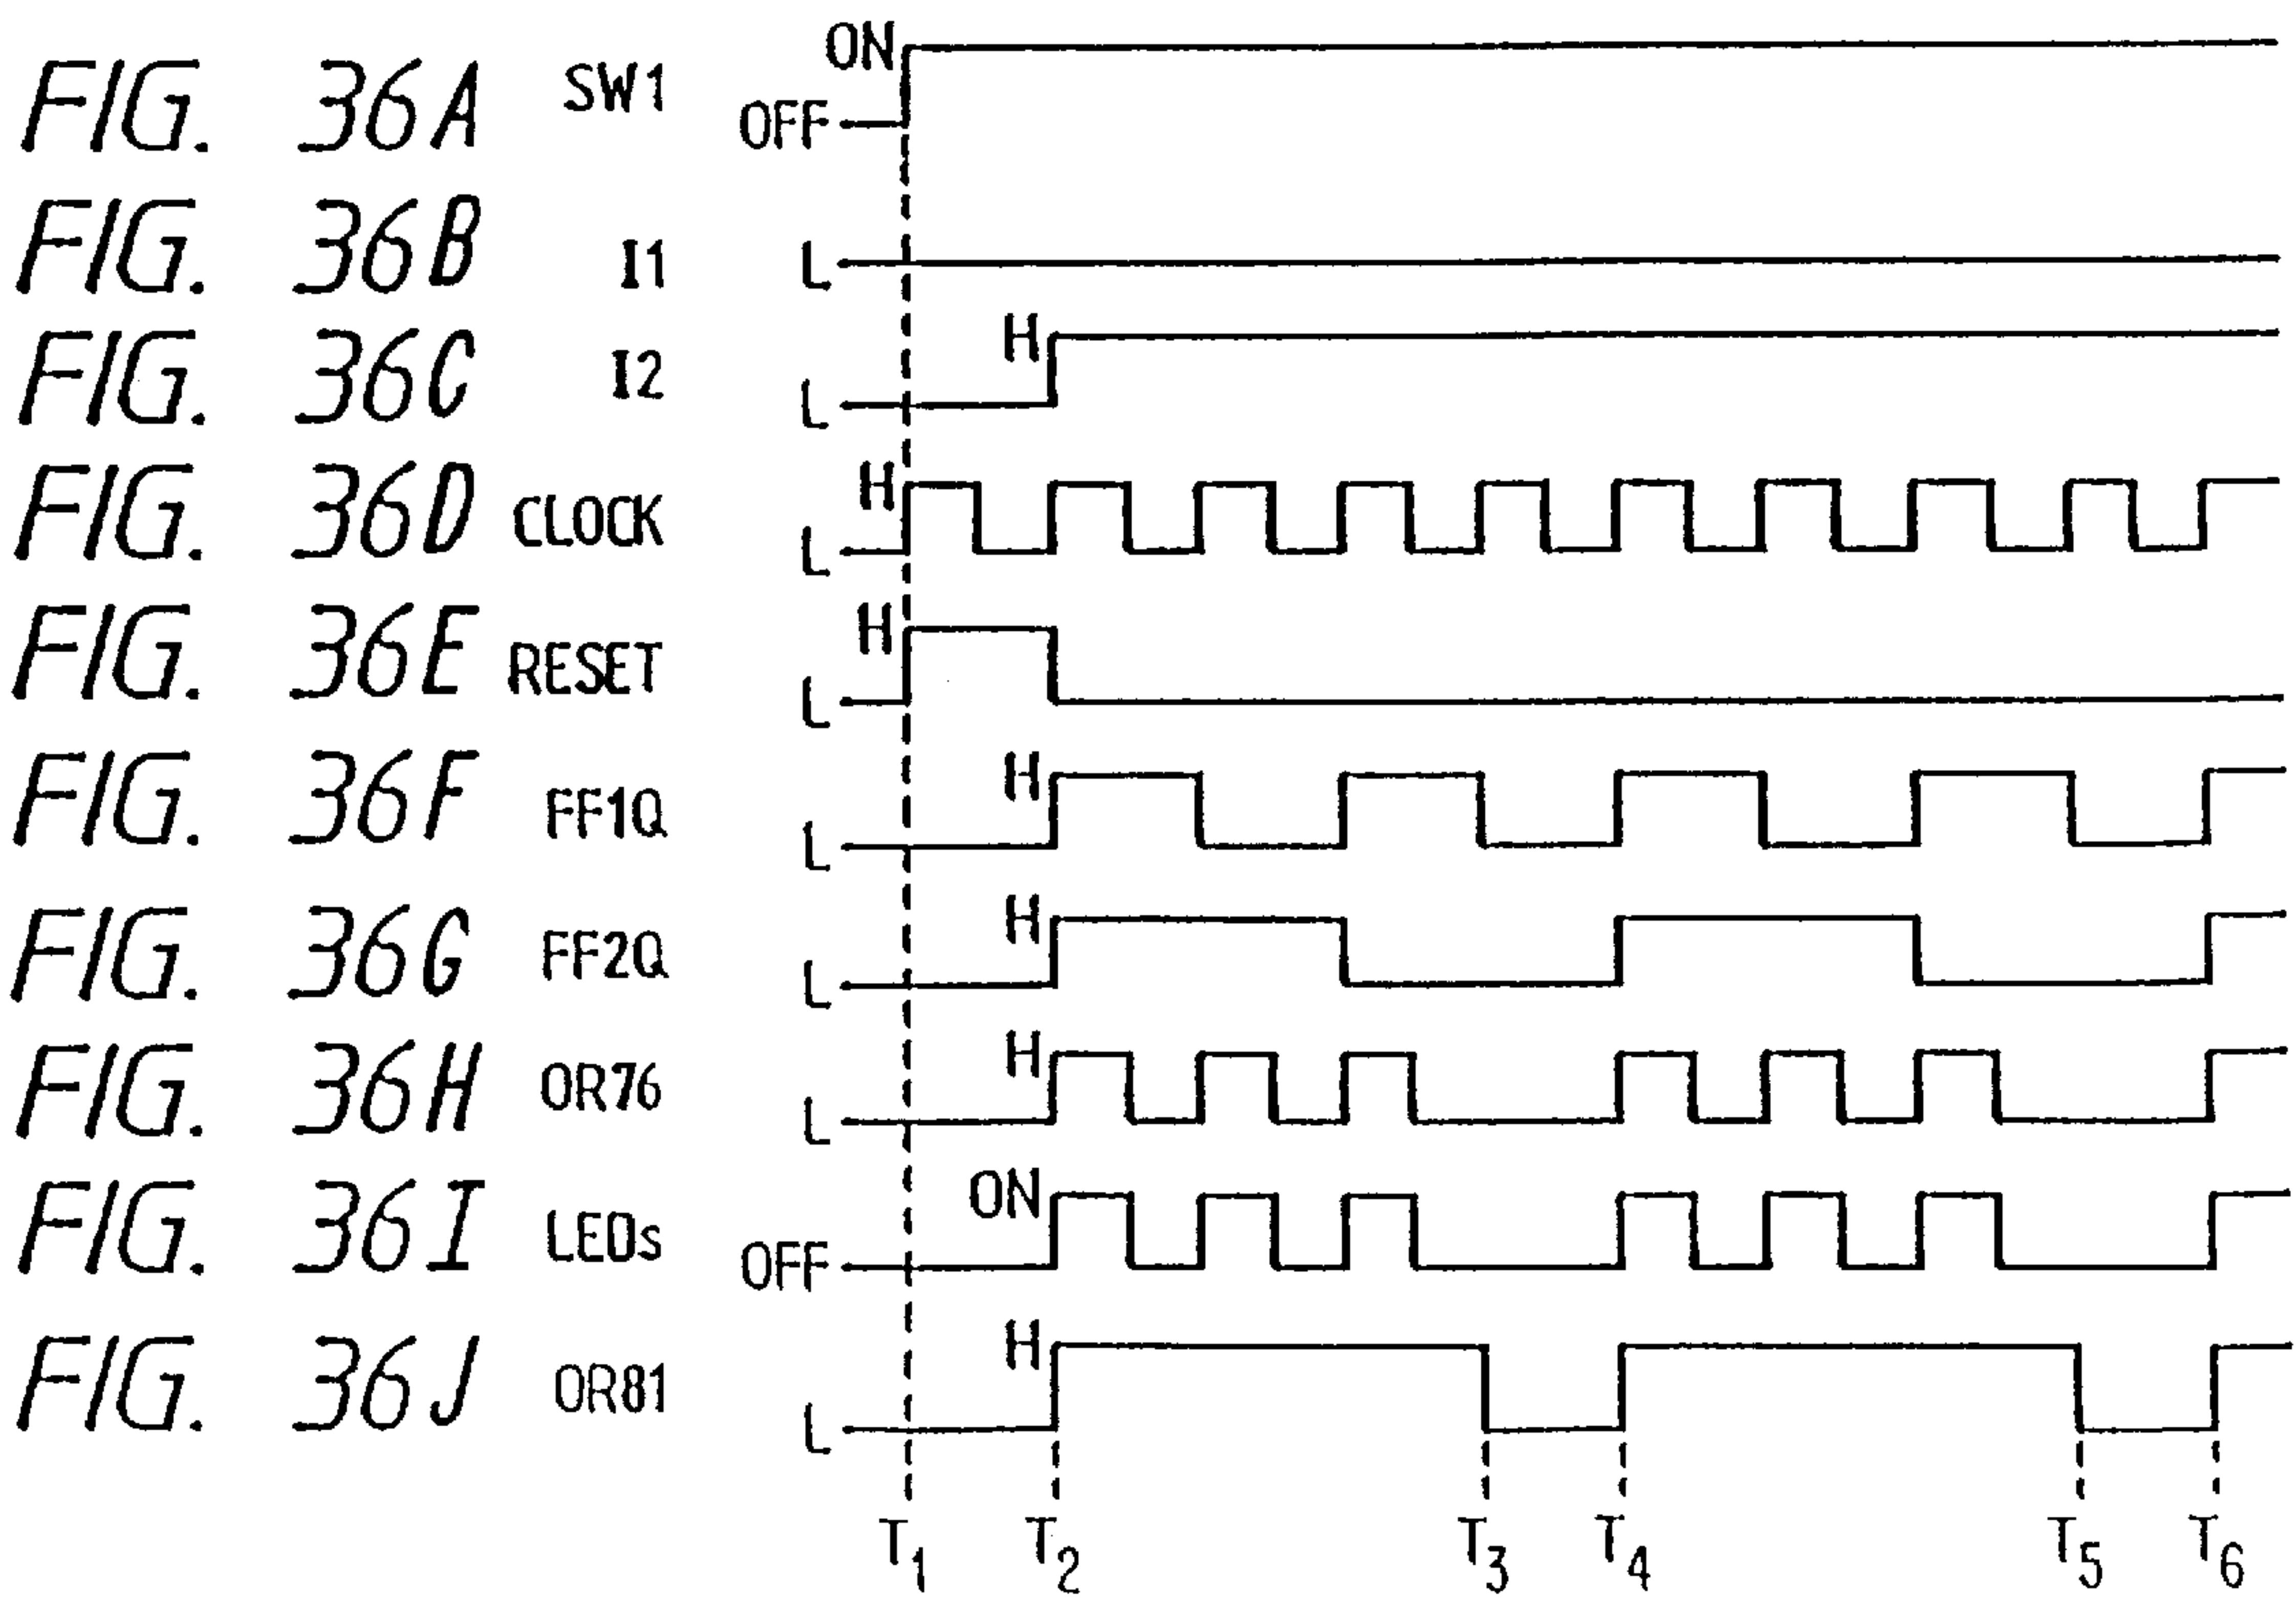 FIG. 36A SW1 ON OFF
FIG. 36B I1 L
FIG. 36C I2 H L
FIG. 36D CLOCK H L
FIG. 36E RESET H L
FIG. 36F FF1Q H L
FIG. 36G FF2Q H L
FIG. 36H OR76 H L
FIG. 36I LEDs ON OFF
FIG. 36J OR81 H L
T1 T2 T3 T4 T5 T6